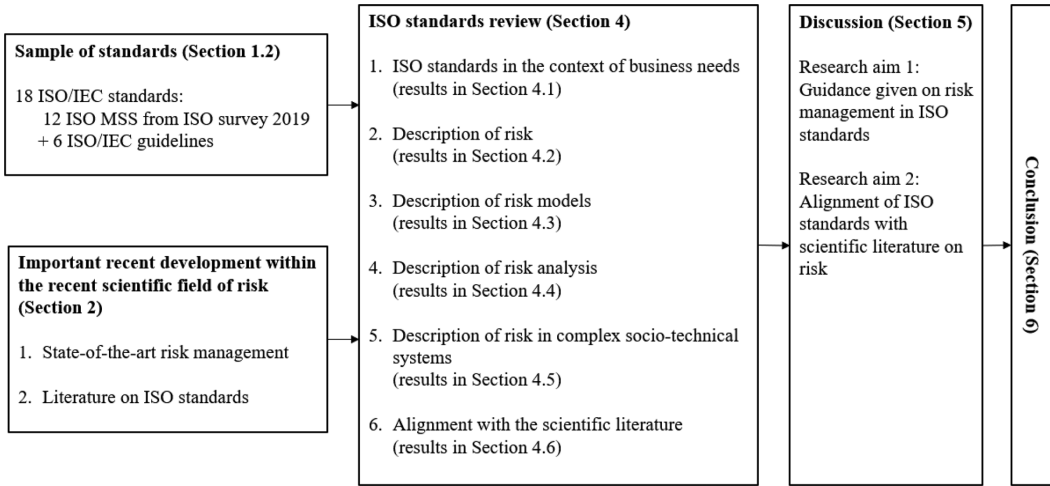 Sample of standards (Section 1.2)
18 ISO/IEC standards:
12 ISO MSS from ISO survey 2019
+ 6 ISO/IEC guidelines
Important recent development within
the recent scientific field of risk
(Section 2)
1. State-of-the-art risk management
2. Literature on ISO standards
ISO standards review (Section 4)
1. ISO standards in the context of business needs
(results in Section 4.1)
2. Description of risk
(results in Section 4.2)
3. Description of risk models
(results in Section 4.3)
4. Description of risk analysis
(results in Section 4.4)
5. Description of risk in complex socio-technical
systems
(results in Section 4.5)
6. Alignment with the scientific literature
(results in Section 4.6)
Discussion (Section 5)
Research aim 1:
Guidance given on risk
management in ISO
standards
Research aim 2:
Alignment of ISO
standards with
scientific literature on
risk
Conclusion (Section 6)